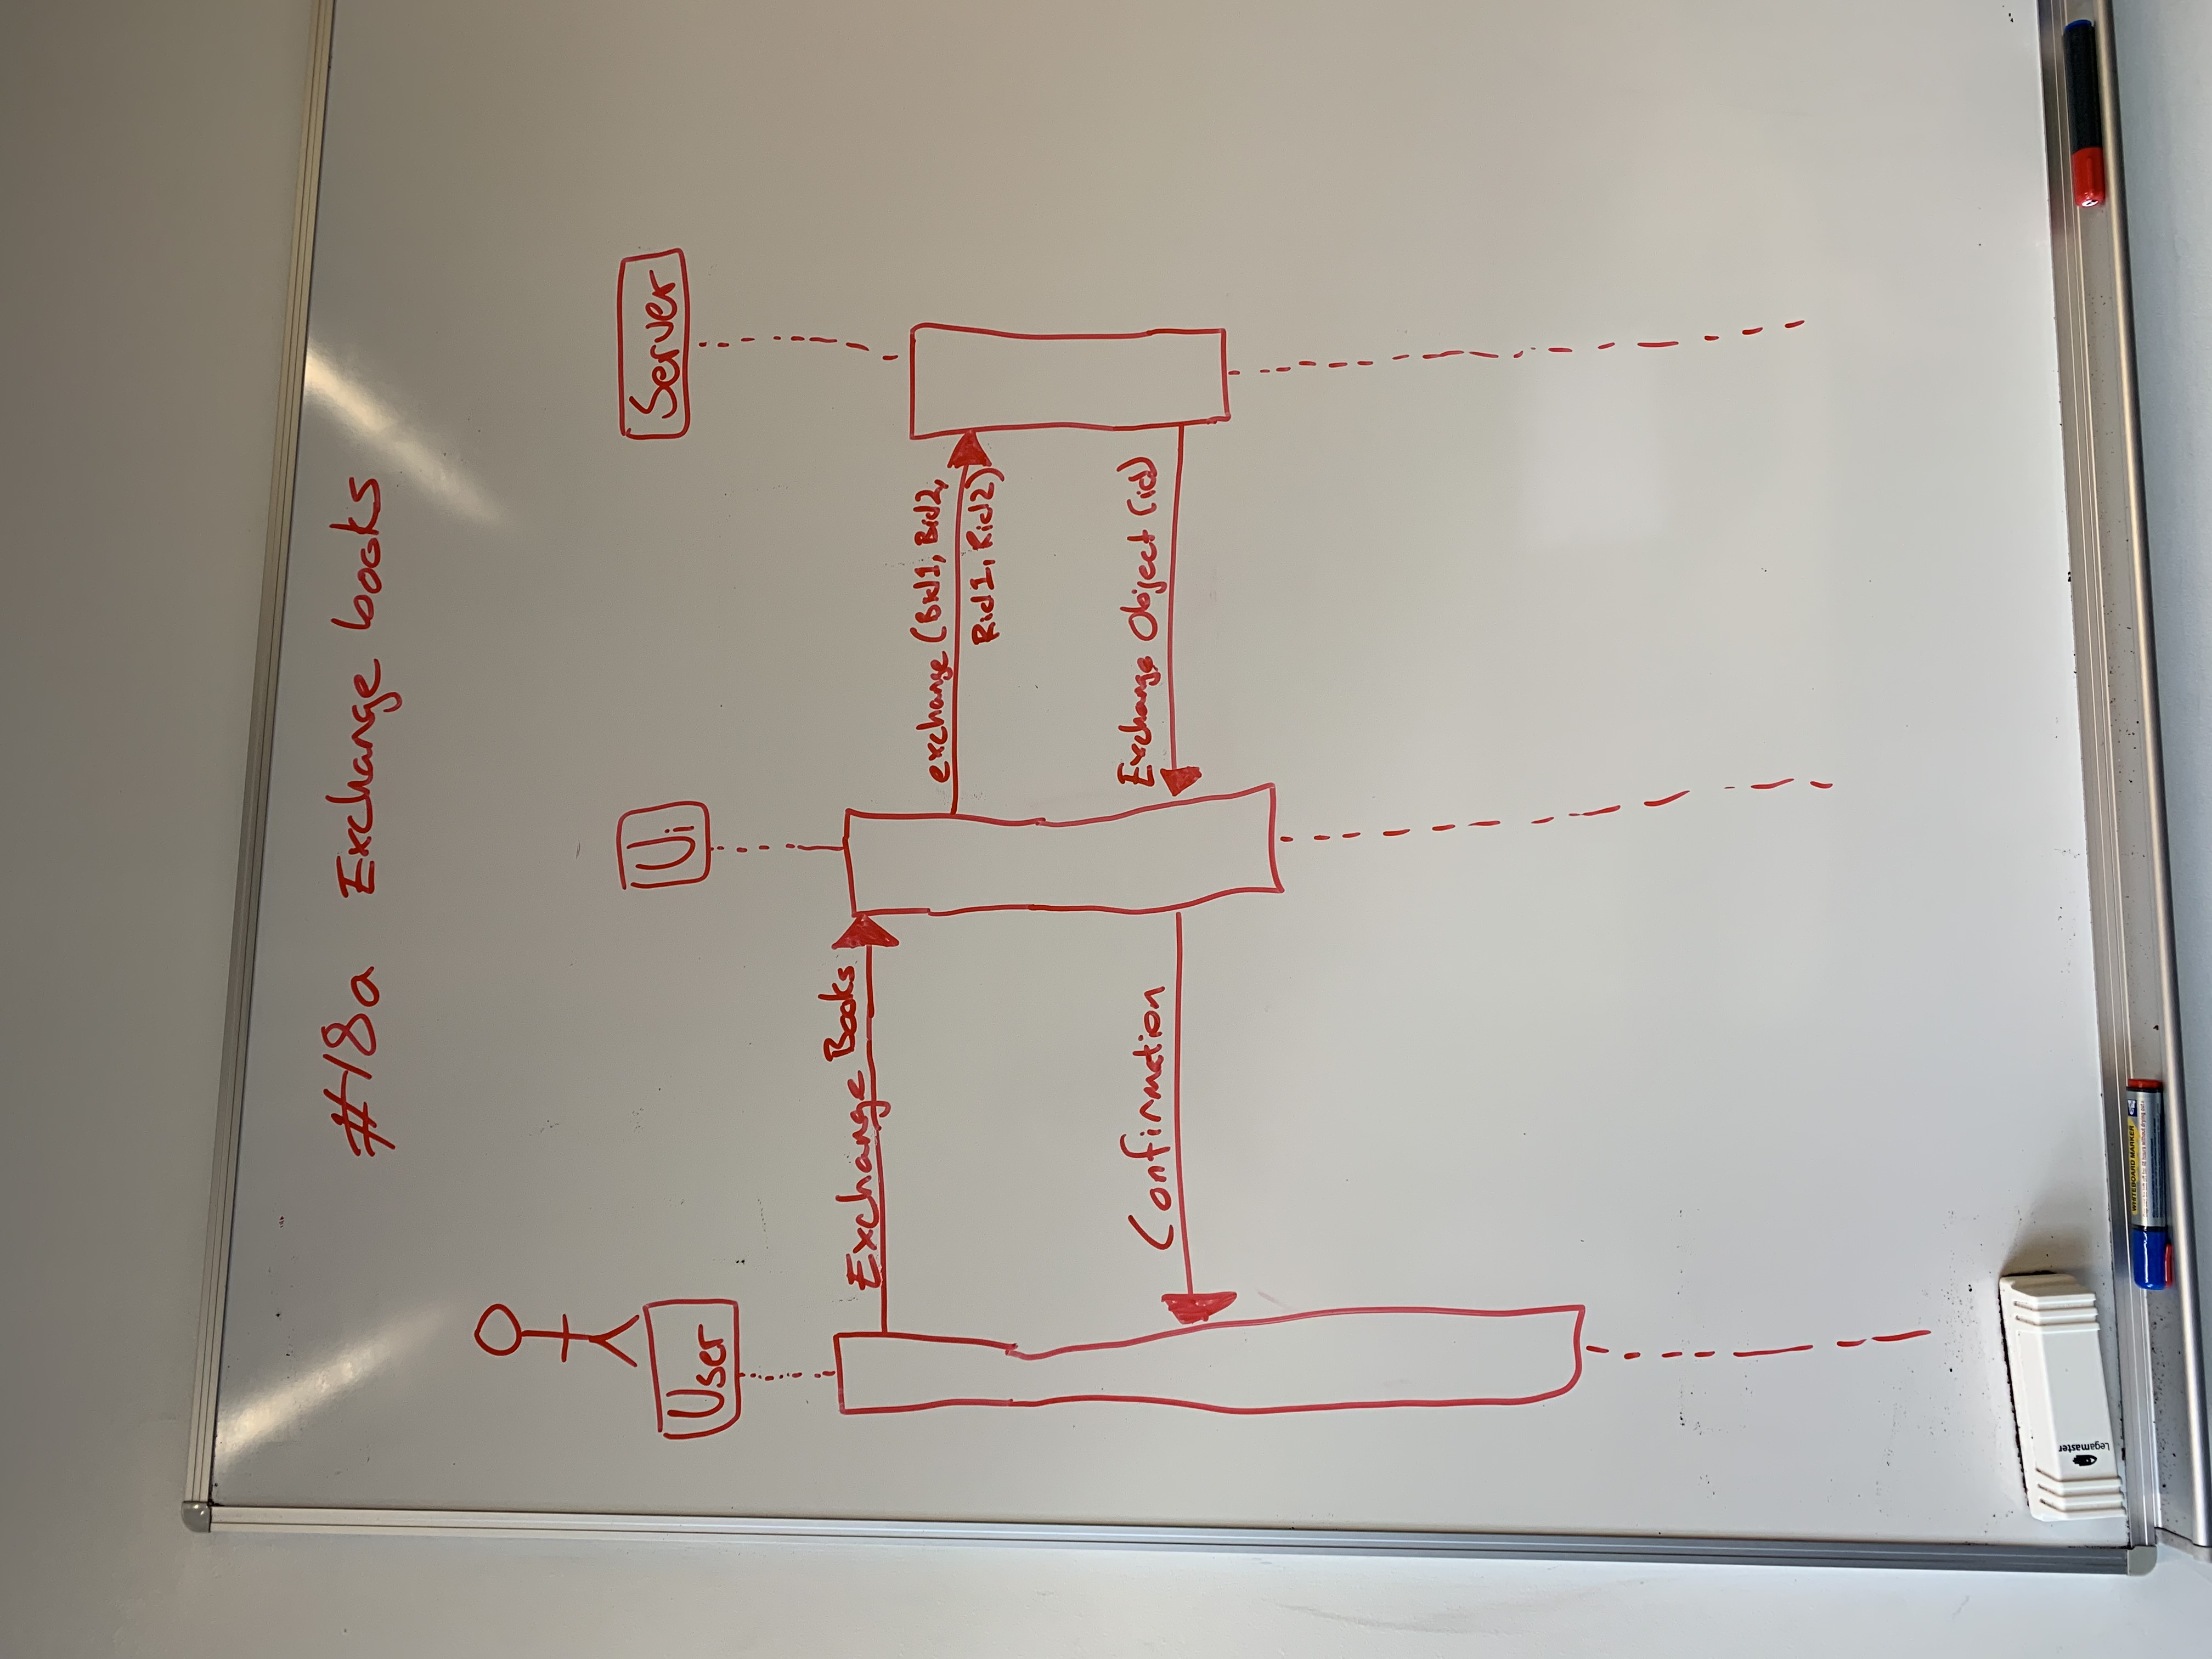 #18a Exchange books
User
Ui
Server
Exchange Books
exchange (Bid1, Bid2,
Rid1, Rid2)
Confirmation
Exchange Object (id)
Legamaster
WHITEBOARD MARKER